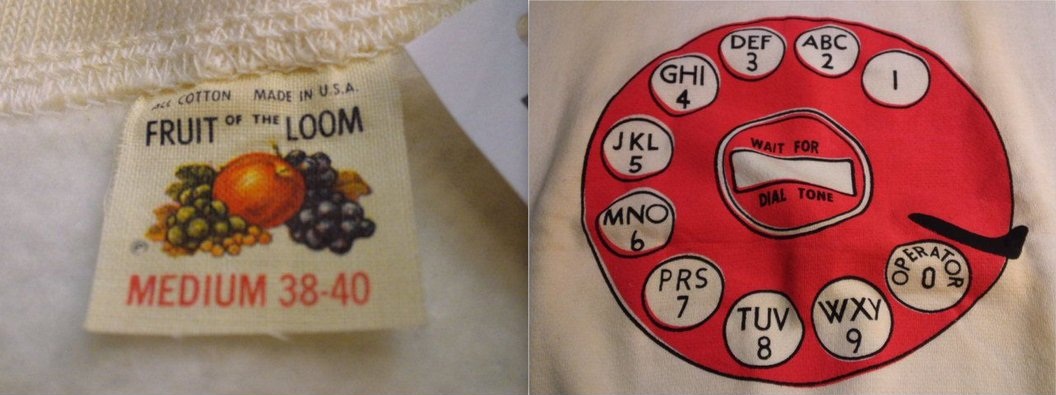 ALL COTTON MADE IN U.S.A.
FRUIT OF THE LOOM
MEDIUM 38-40
DEF
3
ABC
2
1
GHI
4
JKL
5
MNO
6
PRS
7
TUV
8
WXY
9
OPERATOR
0
WAIT FOR
DIAL TONE